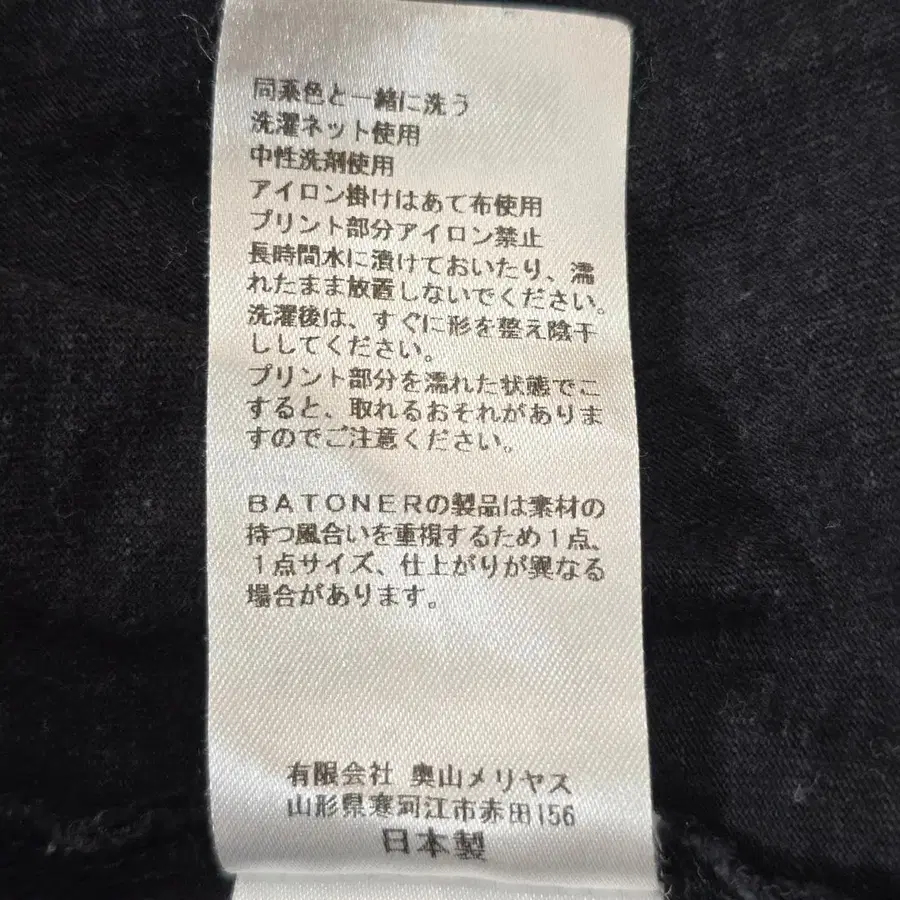 同系色と一緒に洗う
洗濯ネット使用
中性洗剤使用
アイロン掛けはあて布使用
プリント部分アイロン禁止
長時間水に漬けておいたり、濡
れたまま放置しないでください。
洗濯後は、すぐに形を整え陰干
ししてください。
プリント部分を濡れた状態でこ
すると、取れるおそれがありま
すのでご注意ください。
BATONERの製品は素材の
持つ風合いを重視するため1点、
1点サイズ、仕上がりが異なる
場合があります。
有限会社 奥山メリヤス
山形県寒河江市赤田156
日本製